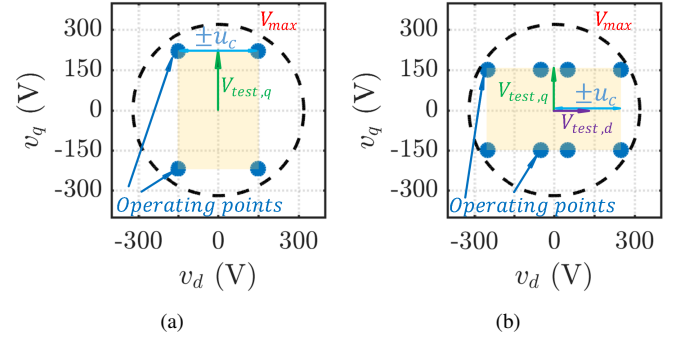 V_max
±u_c
300
150
V_test,q
0
-150
-300
v_q (V)
Operating points
-300 0 300
v_d (V)
(a)
V_max
300
150
V_test,q
±u_c
0
V_test,d
-150
-300
v_q (V)
Operating points
-300 0 300
v_d (V)
(b)